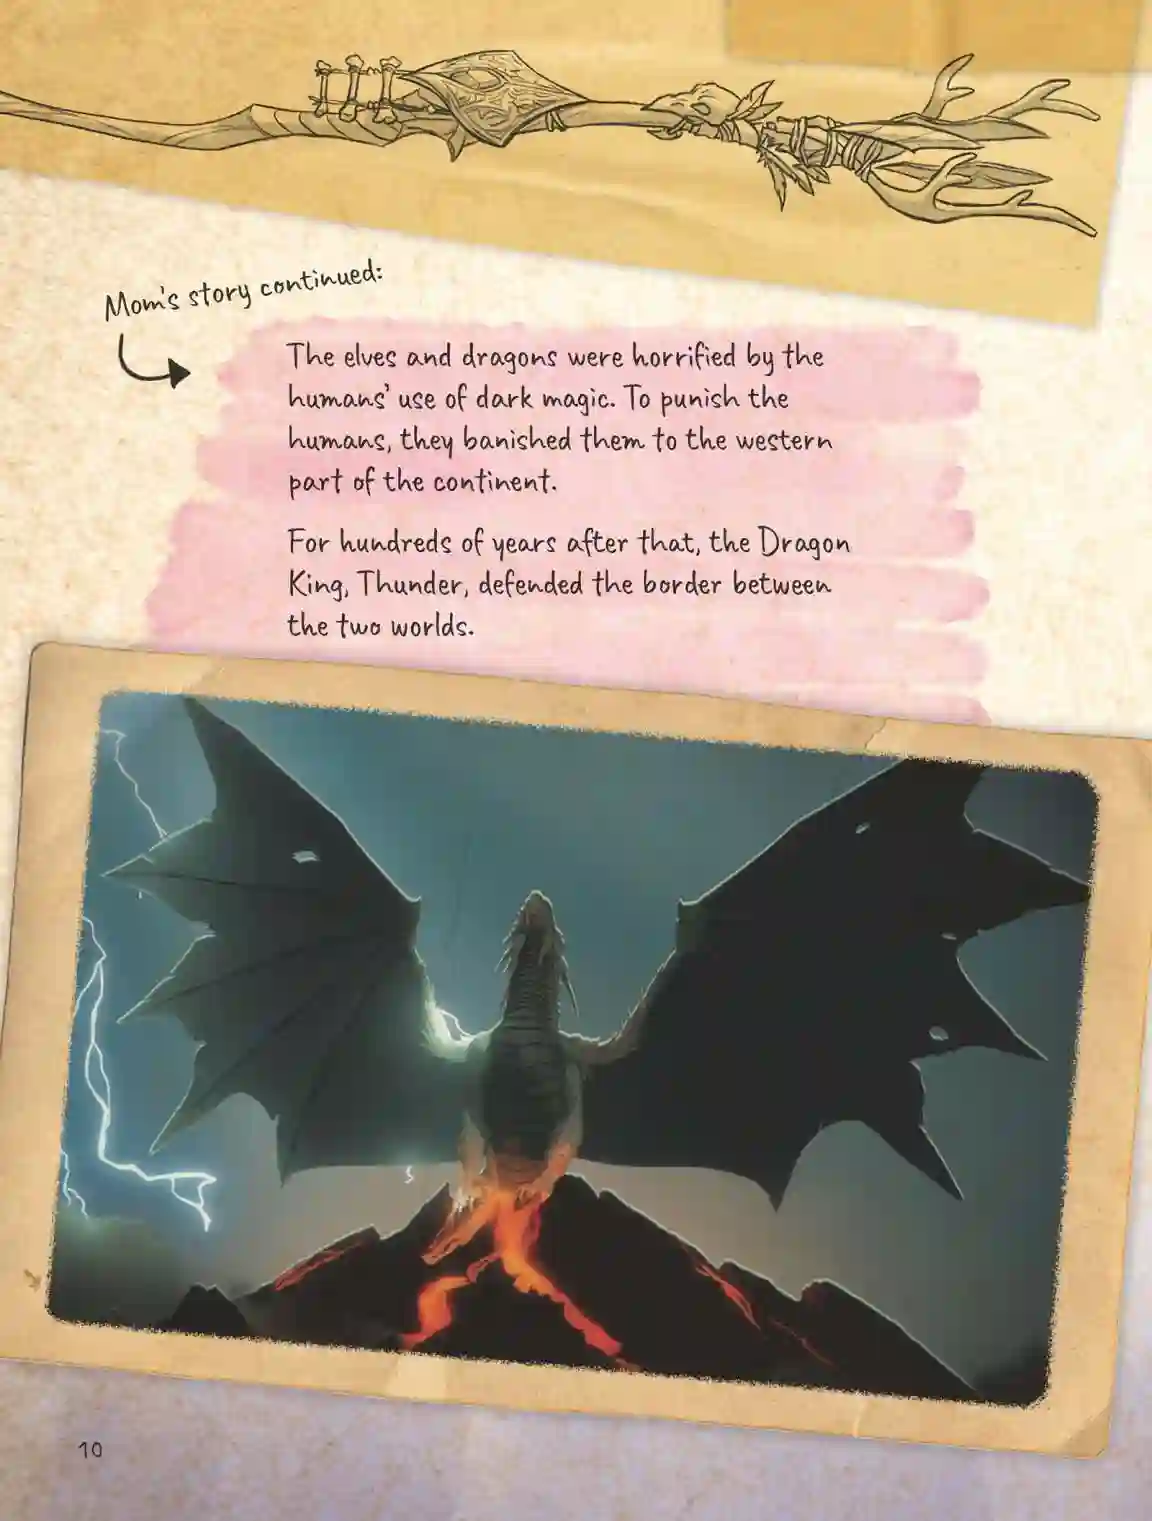 Mom's story continued:
The elves and dragons were horrified by the
humans' use of dark magic. To punish the
humans, they banished them to the western
part of the continent.
For hundreds of years after that, the Dragon
King, Thunder, defended the border between
the two worlds.
10